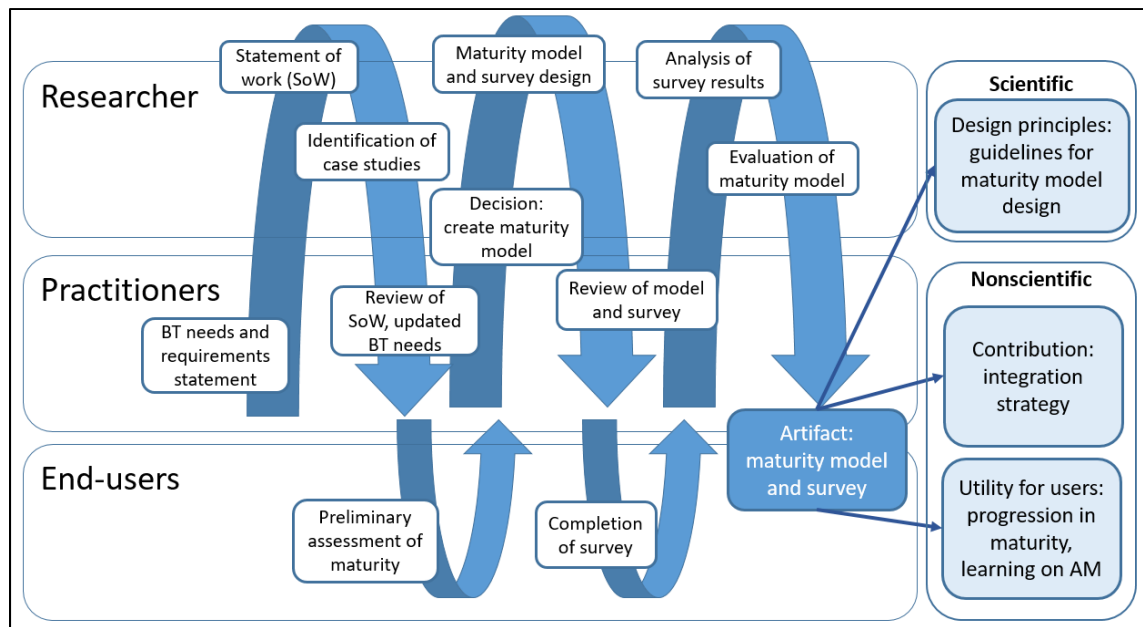 Researcher
Statement of
work (SoW)
Identification of
case studies
Maturity model
and survey design
Decision:
create maturity
model
Analysis of
survey results
Evaluation of
maturity model
Practitioners
BT needs and
requirements
statement
Review of
SoW, updated
BT needs
Review of model
and survey
Artifact:
maturity model
and survey
End-users
Preliminary
assessment of
maturity
Completion
of survey
Scientific
Design principles:
guidelines for
maturity model
design
Nonscientific
Contribution:
integration
strategy
Utility for users:
progression in
maturity,
learning on AM